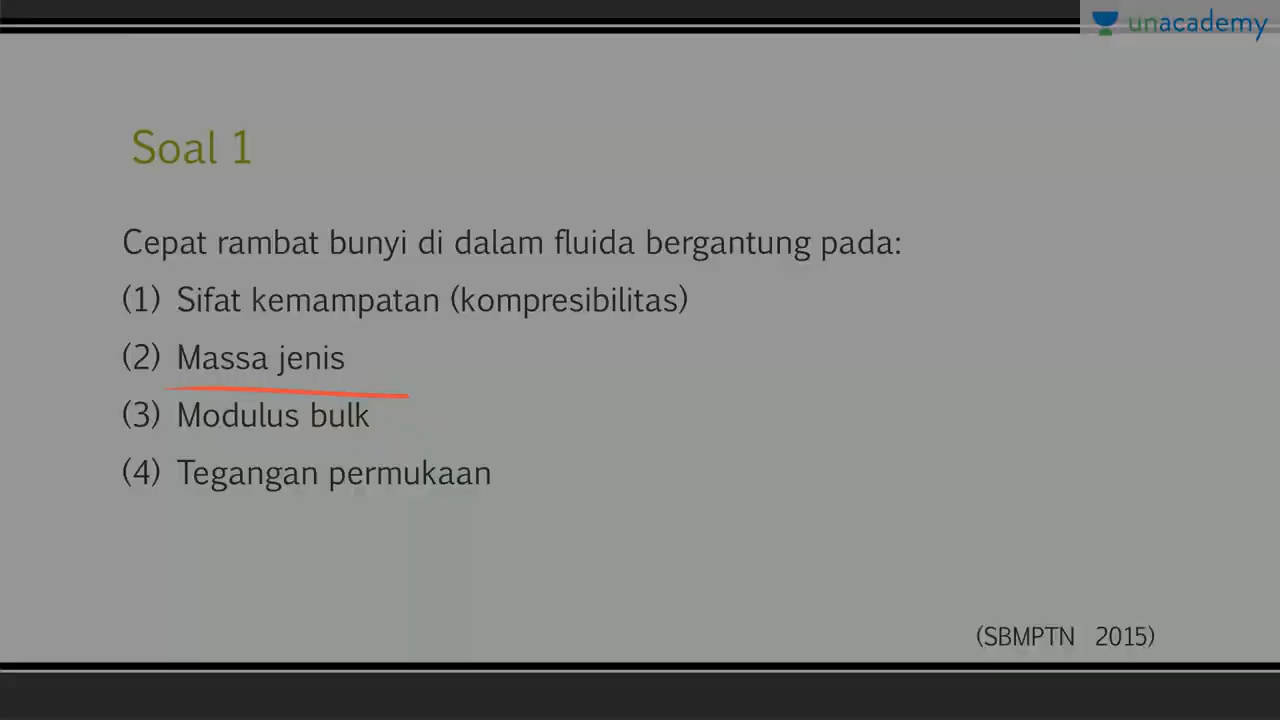 unacademy
Soal 1
Cepat rambat bunyi di dalam fluida bergantung pada:
(1) Sifat kemampatan (kompresibilitas)
(2) Massa jenis
(3) Modulus bulk
(4) Tegangan permukaan
(SBMPTN 2015)